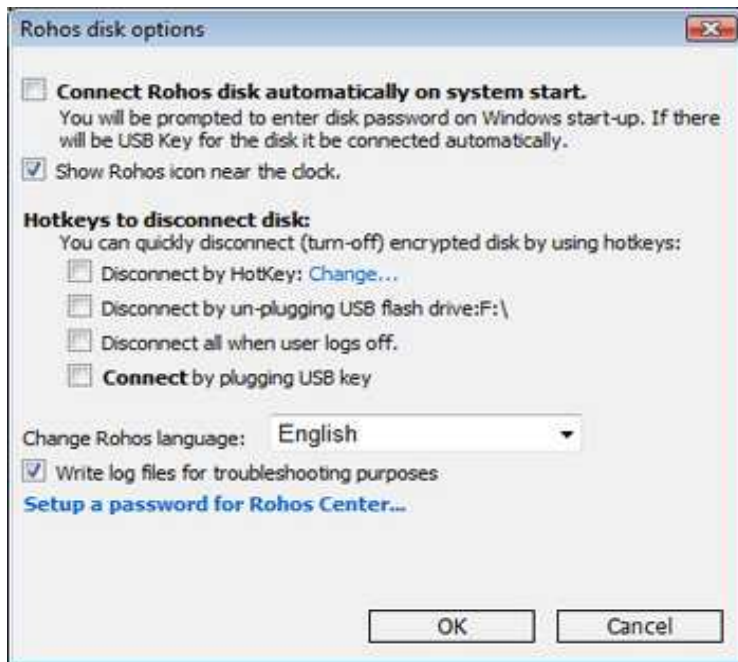 Rohos disk options
Connect Rohos disk automatically on system start.
You will be prompted to enter disk password on Windows start-up. If there
will be USB Key for the disk it be connected automatically.
Show Rohos icon near the clock.
Hotkeys to disconnect disk:
You can quickly disconnect (turn-off) encrypted disk by using hotkeys:
Disconnect by HotKey: Change...
Disconnect by un-plugging USB flash drive:F:\
Disconnect all when user logs off.
Connect by plugging USB key
Change Rohos language: English
Write log files for troubleshooting purposes
Setup a password for Rohos Center...
OK Cancel